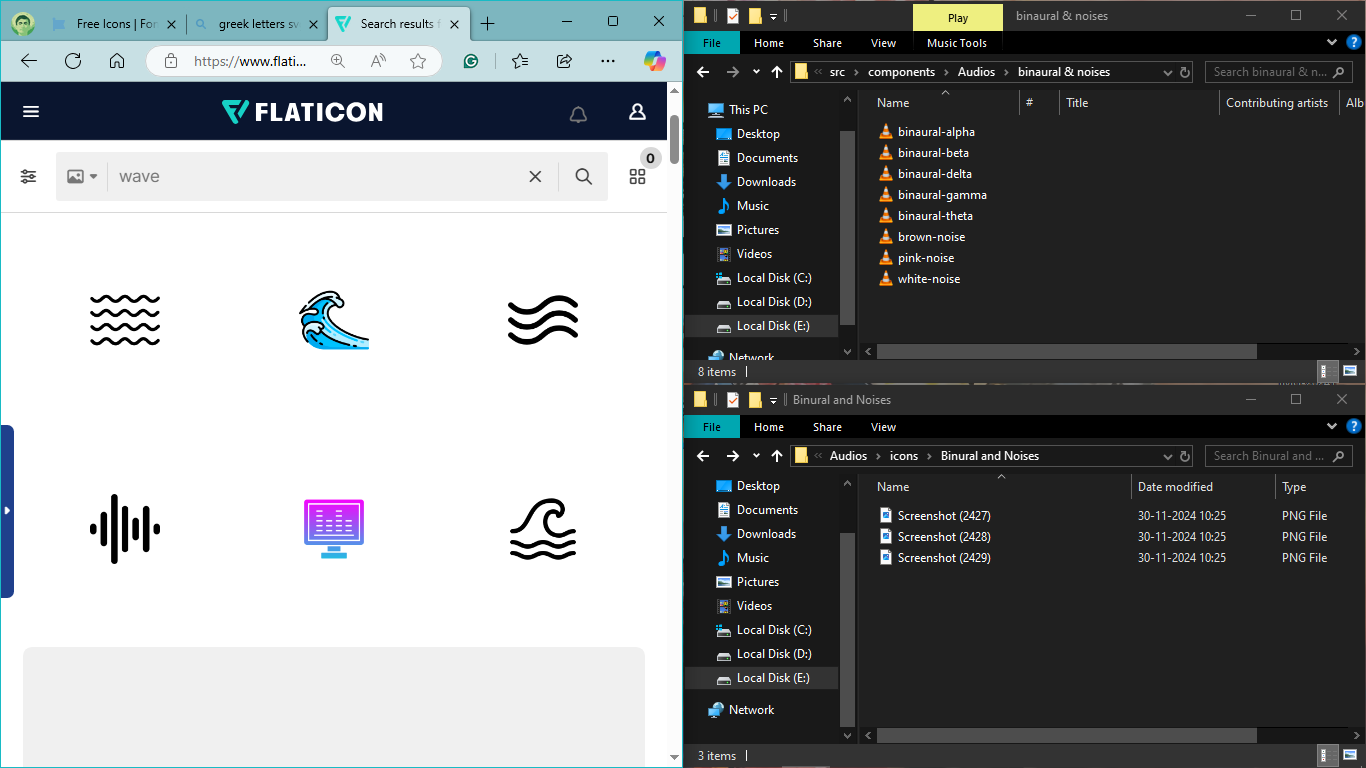 Free Icons | Fon
greek letters sv
Search results f
https://www.flati...
FLATICON
wave
0
Play
binaural & noises
File
Home
Share
View
Music Tools
src
components
Audios
binaural & noises
Search binaural & n...
This PC
Desktop
Documents
Downloads
Music
Pictures
Videos
Local Disk (C:)
Local Disk (D:)
Local Disk (E:)
Network
Name
#
Title
Contributing artists
Alb
binaural-alpha
binaural-beta
binaural-delta
binaural-gamma
binaural-theta
brown-noise
pink-noise
white-noise
8 items
Binural and Noises
File
Home
Share
View
Audios
icons
Binural and Noises
Search Binural and ...
Desktop
Documents
Downloads
Music
Pictures
Videos
Local Disk (C:)
Local Disk (D:)
Local Disk (E:)
Network
Name
Date modified
Type
Screenshot (2427)
30-11-2024 10:25
PNG File
Screenshot (2428)
30-11-2024 10:25
PNG File
Screenshot (2429)
30-11-2024 10:25
PNG File
3 items